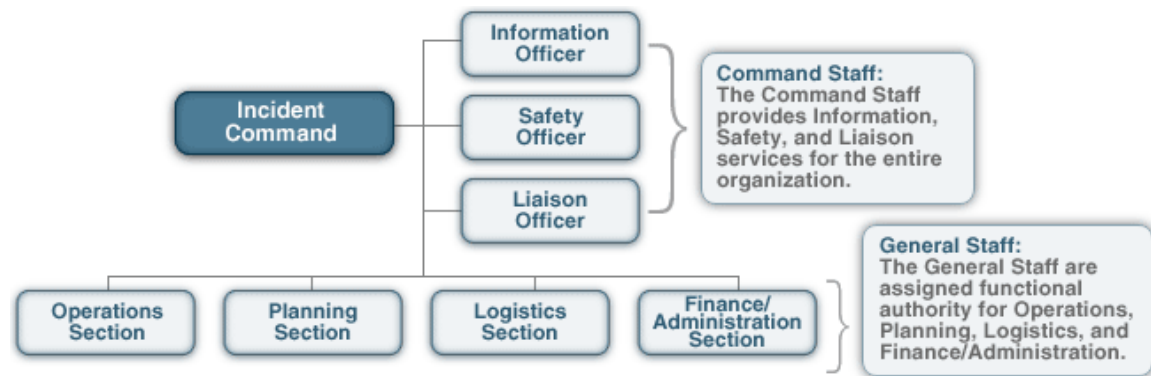 Information
Officer
Incident
Command
Safety
Officer
Liaison
Officer
Command Staff:
The Command Staff
provides Information,
Safety, and Liaison
services for the entire
organization.
Operations
Section
Planning
Section
Logistics
Section
Finance/
Administration
Section
General Staff:
The General Staff are
assigned functional
authority for Operations,
Planning, Logistics, and
Finance/Administration.